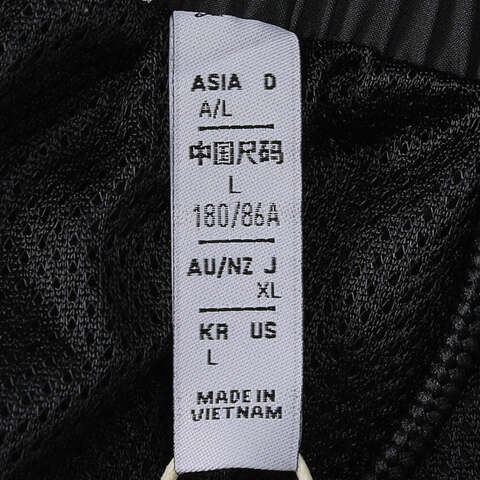 ASIA D
A/L
中国尺码
L
180/86A
AU/NZ J
XL
KR US
L
MADE IN
VIETNAM